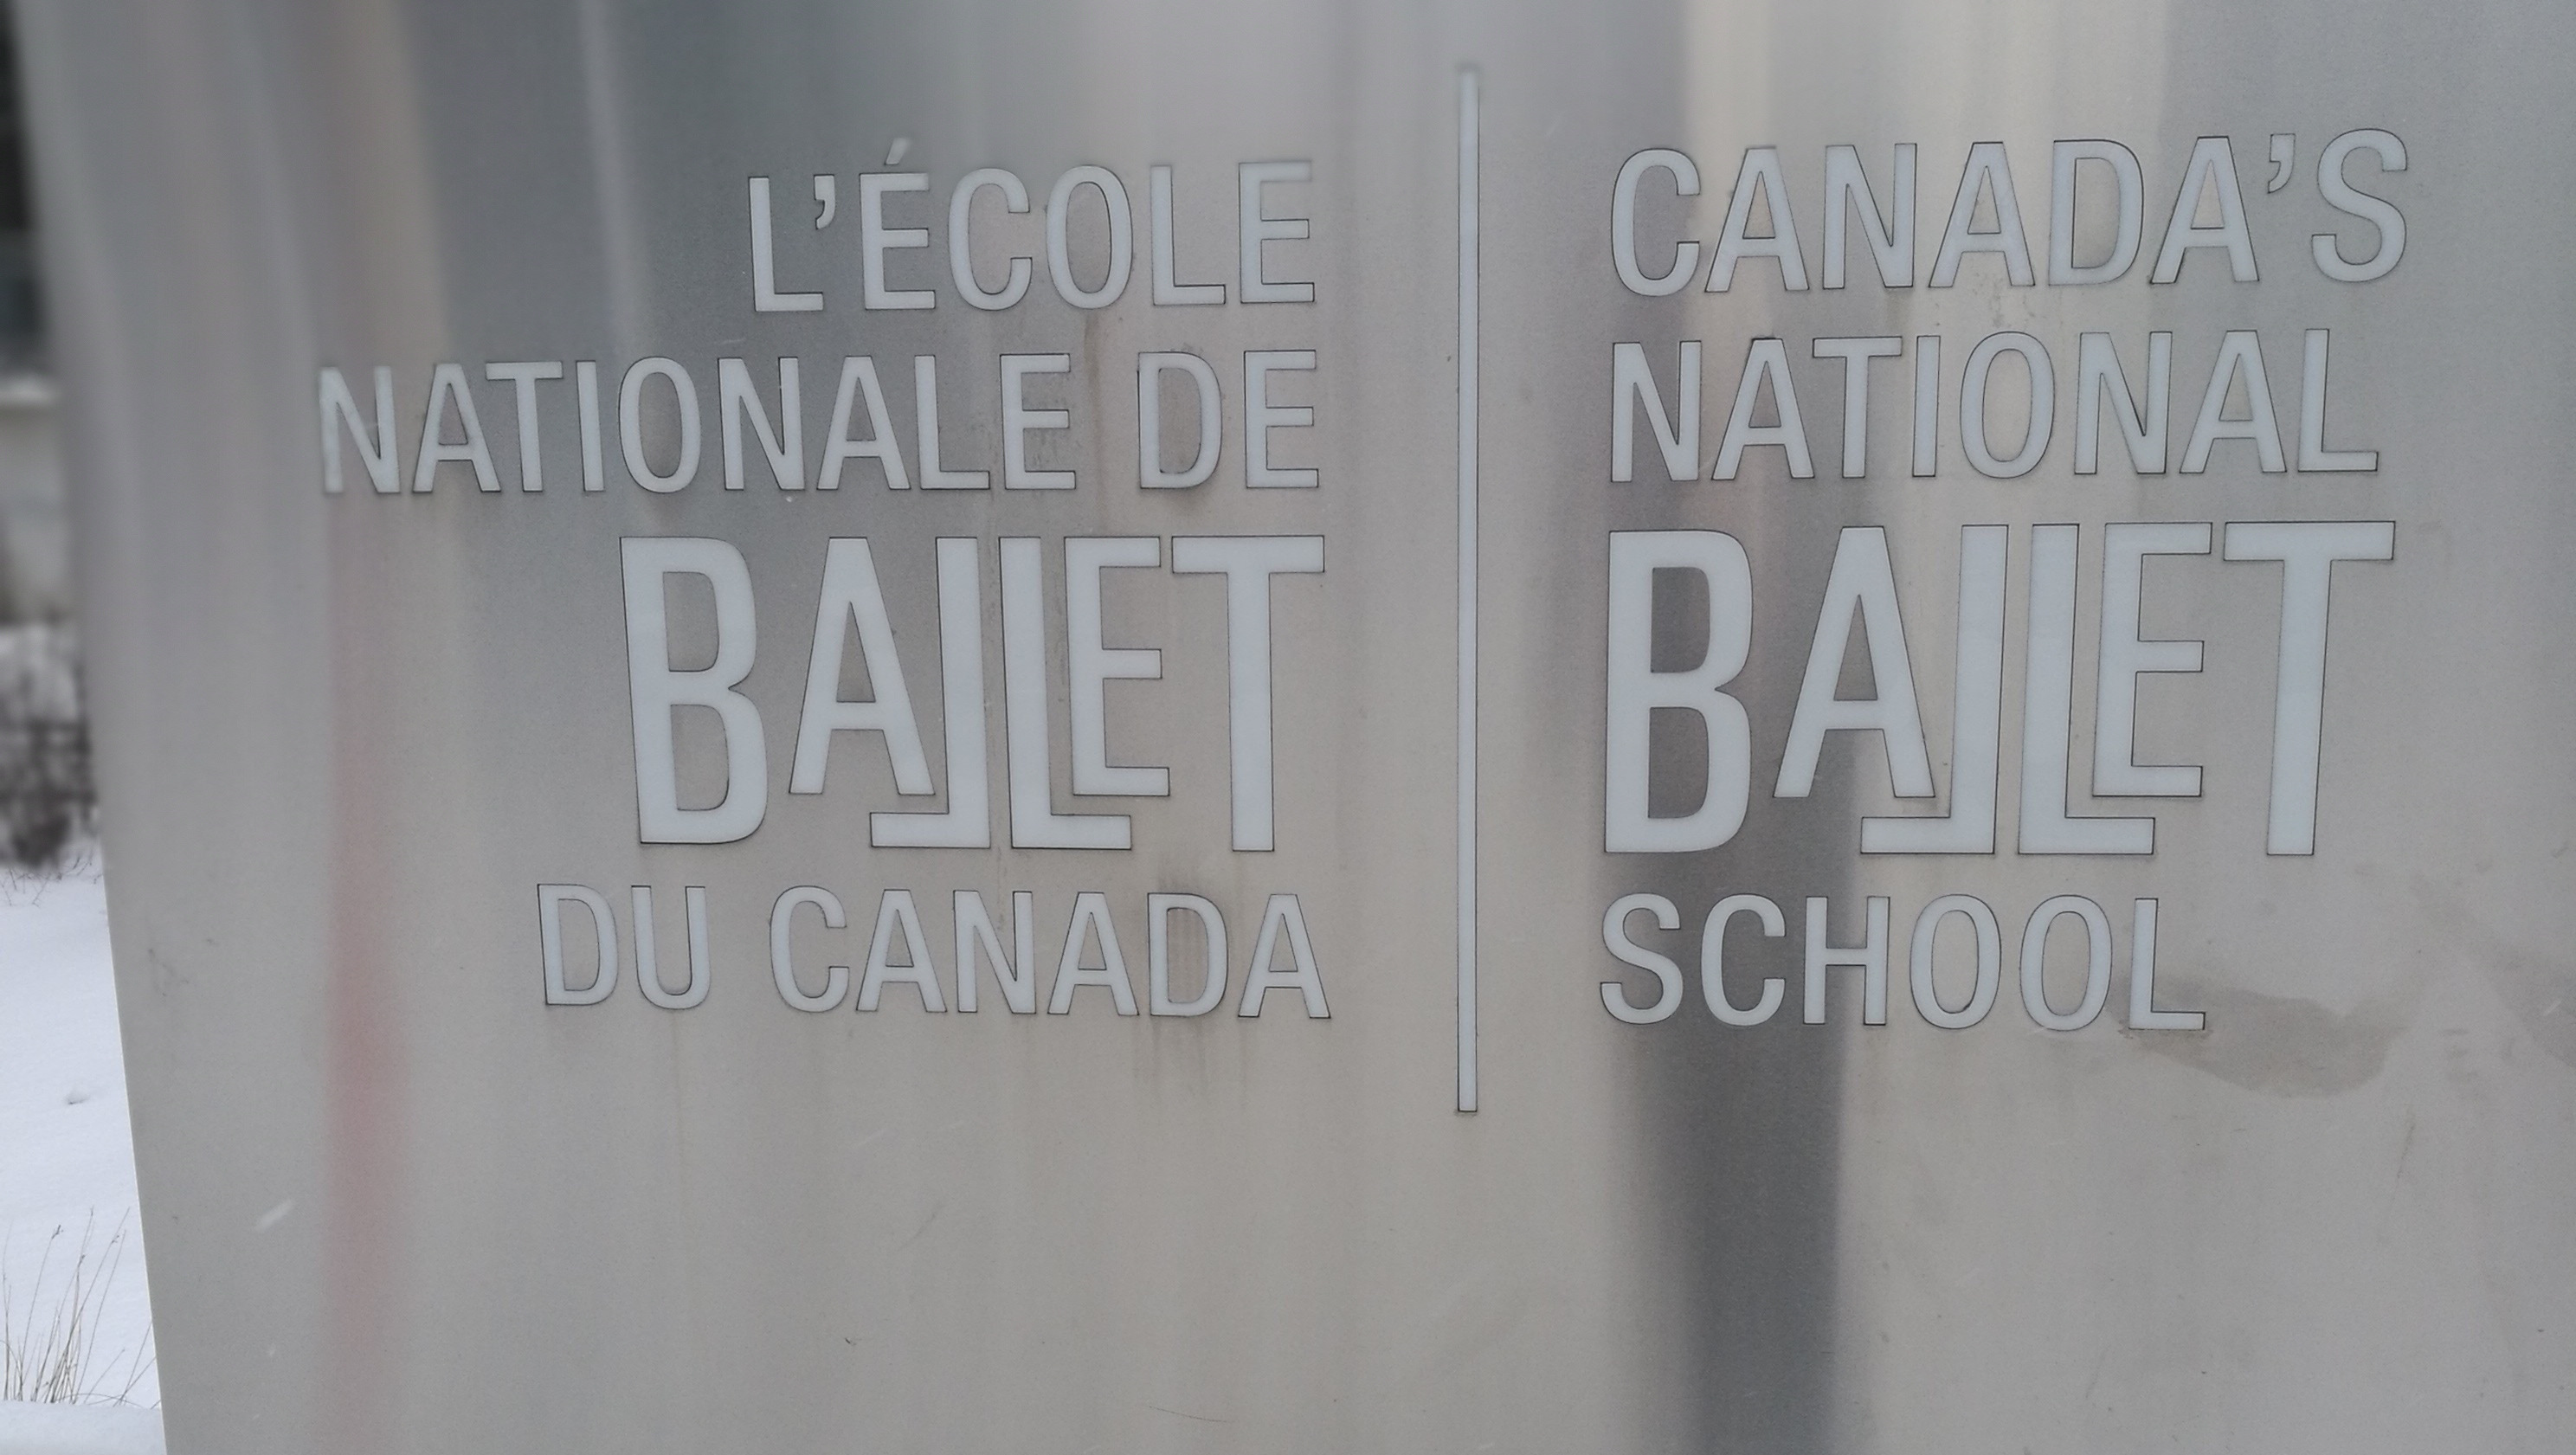 L'ÉCOLE
NATIONALE DE
BALLET
DU CANADA
CANADA'S
NATIONAL
BALLET
SCHOOL